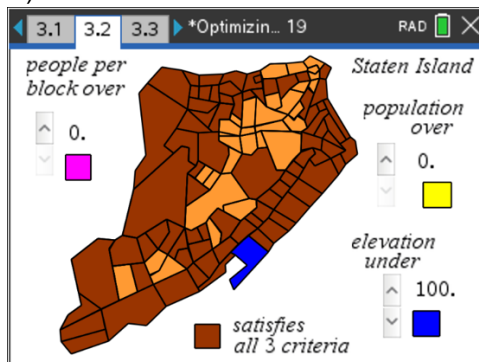 3.1 3.2 3.3 *Optimizin... 19 RAD
people per
block over
0.
Staten Island
population
over
0.
elevation
under
100.
satisfies
all 3 criteria